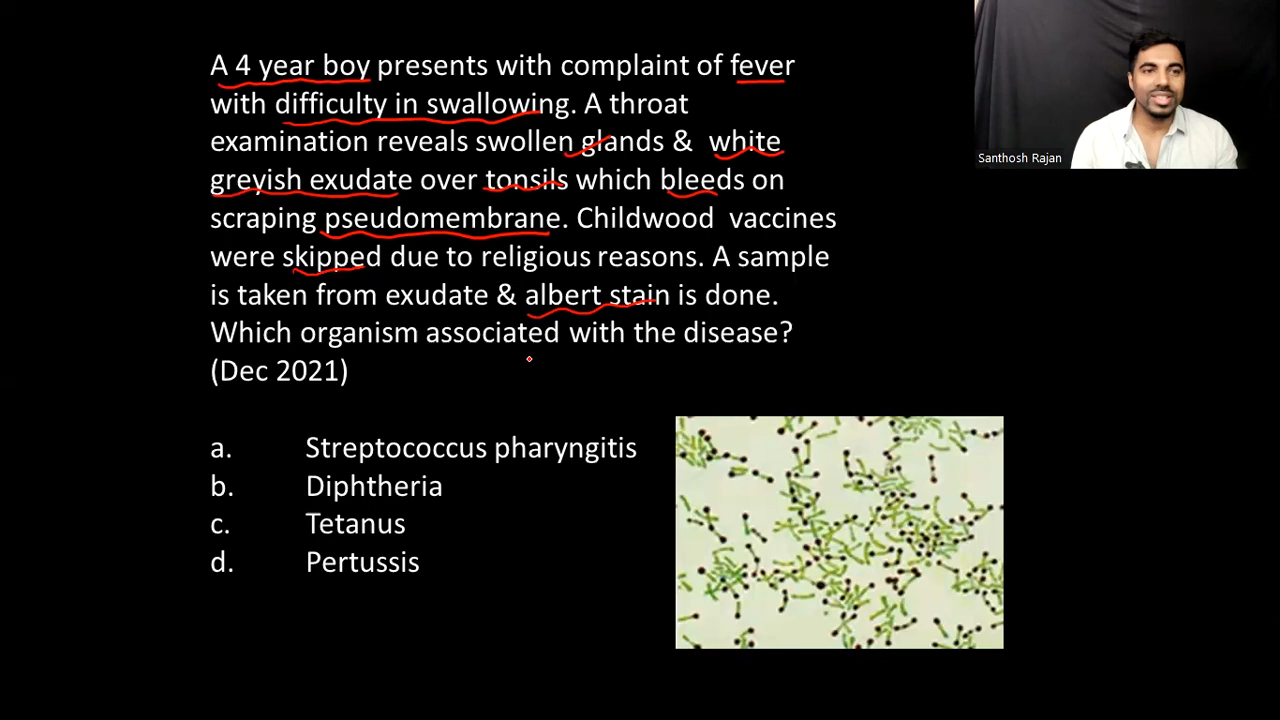 A 4 year boy presents with complaint of fever
with difficulty in swallowing. A throat
examination reveals swollen glands & white
greyish exudate over tonsils which bleeds on
scraping pseudomembrane. Childwood vaccines
were skipped due to religious reasons. A sample
is taken from exudate & albert stain is done.
Which organism associated with the disease?
(Dec 2021)
a. Streptococcus pharyngitis
b. Diphtheria
c. Tetanus
d. Pertussis
Santhosh Rajan